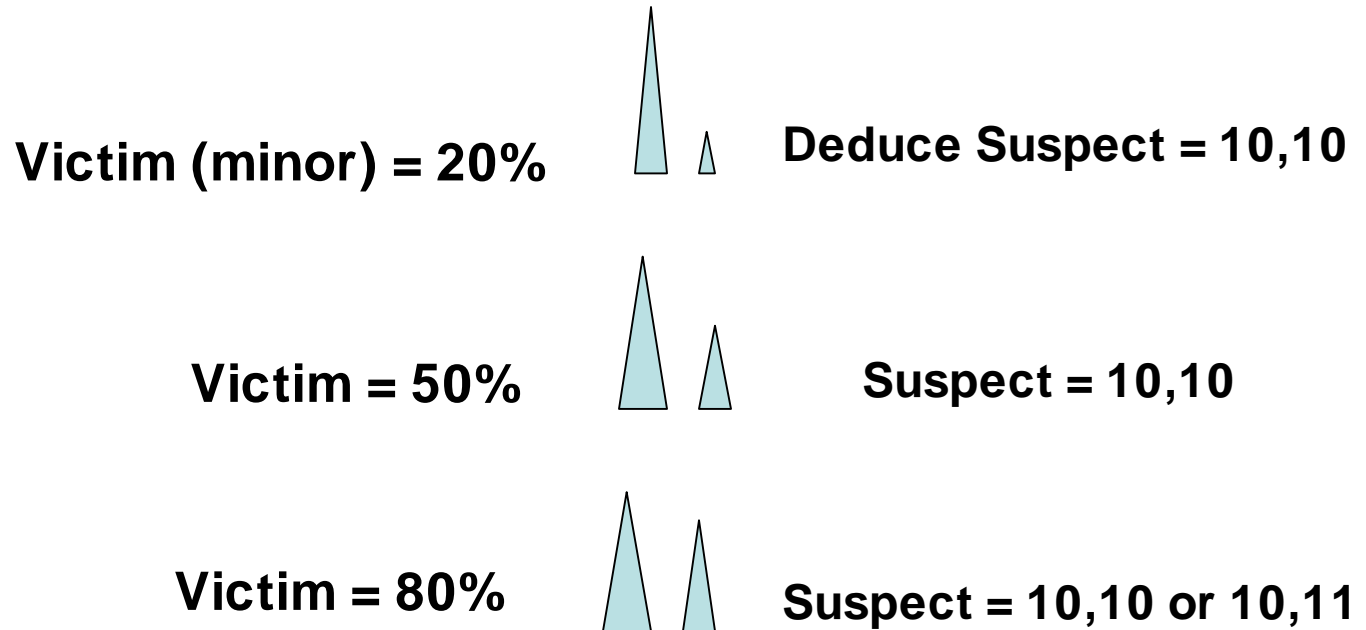 Victim (minor) = 20%
Deduce Suspect = 10,10
Victim = 50%
Suspect = 10,10
Victim = 80%
Suspect = 10,10 or 10,11